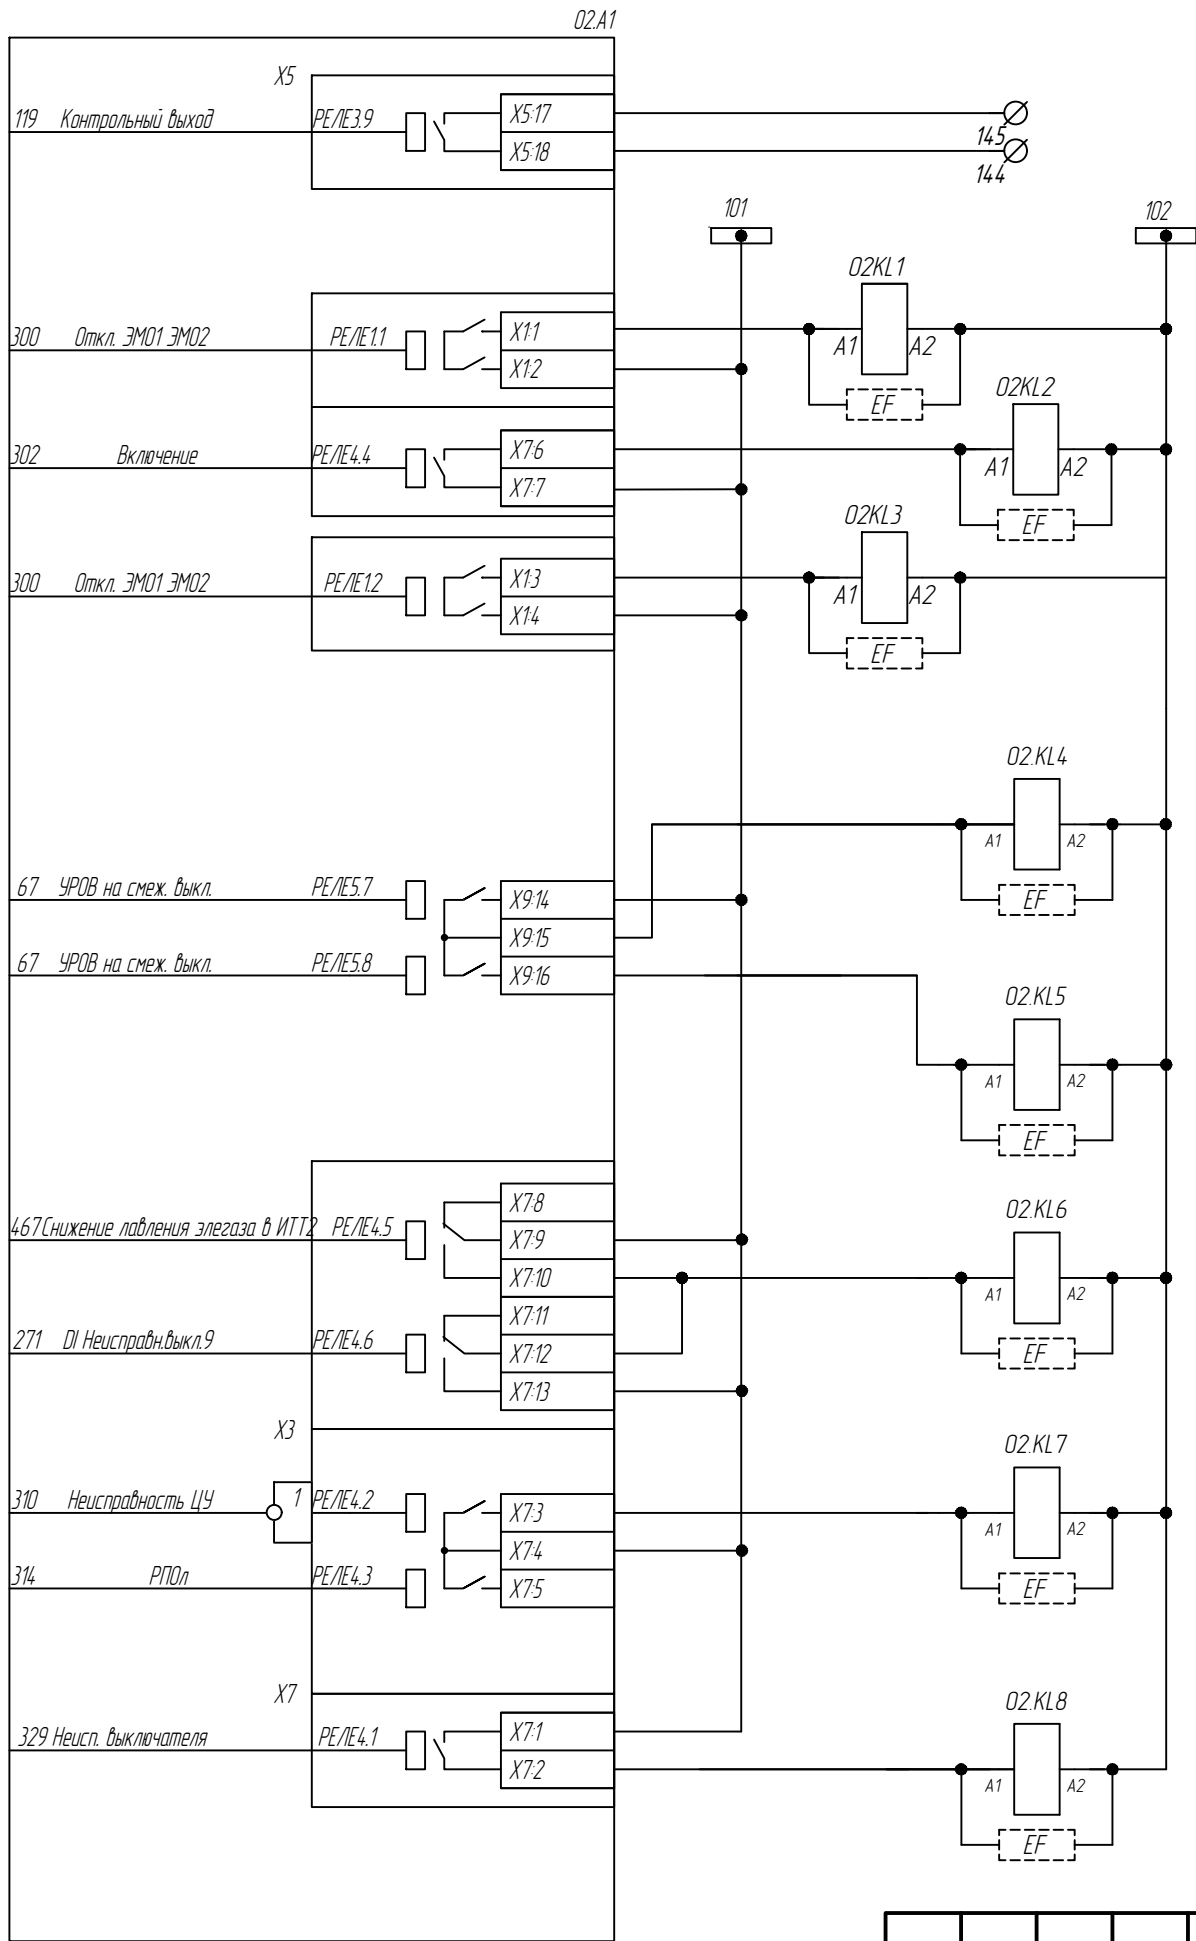 02.A1
X5
119 Контрольный выход РЕЛЕ3.9
X5:17
X5:18
145
144
101
102
02KL1
300 Откл. ЭМ01 ЭМ02 РЕЛЕ1.1
X1:1
X1:2
A1 A2
EF
02KL2
302 Включение РЕЛЕ4.4
X7:6
X7:7
A1 A2
EF
02KL3
300 Откл. ЭМ01 ЭМ02 РЕЛЕ1.2
X1:3
X1:4
A1 A2
EF
02.KL4
A1 A2
EF
67 УРОВ на смеж. выкл. РЕЛЕ5.7
X9:14
X9:15
67 УРОВ на смеж. выкл. РЕЛЕ5.8
X9:16
02.KL5
A1 A2
EF
467 Снижение лавления элегаза в ИТТ2 РЕЛЕ4.5
X7:8
X7:9
X7:10
02.KL6
A1 A2
EF
271 DI Неисправн.выкл.9 РЕЛЕ4.6
X7:11
X7:12
X7:13
X3
02.KL7
310 Неисправность ЦУ 1 РЕЛЕ4.2
X7:3
X7:4
A1 A2
EF
314 РПОл РЕЛЕ4.3
X7:5
X7
02.KL8
329 Неисп. выключателя РЕЛЕ4.1
X7:1
X7:2
A1 A2
EF